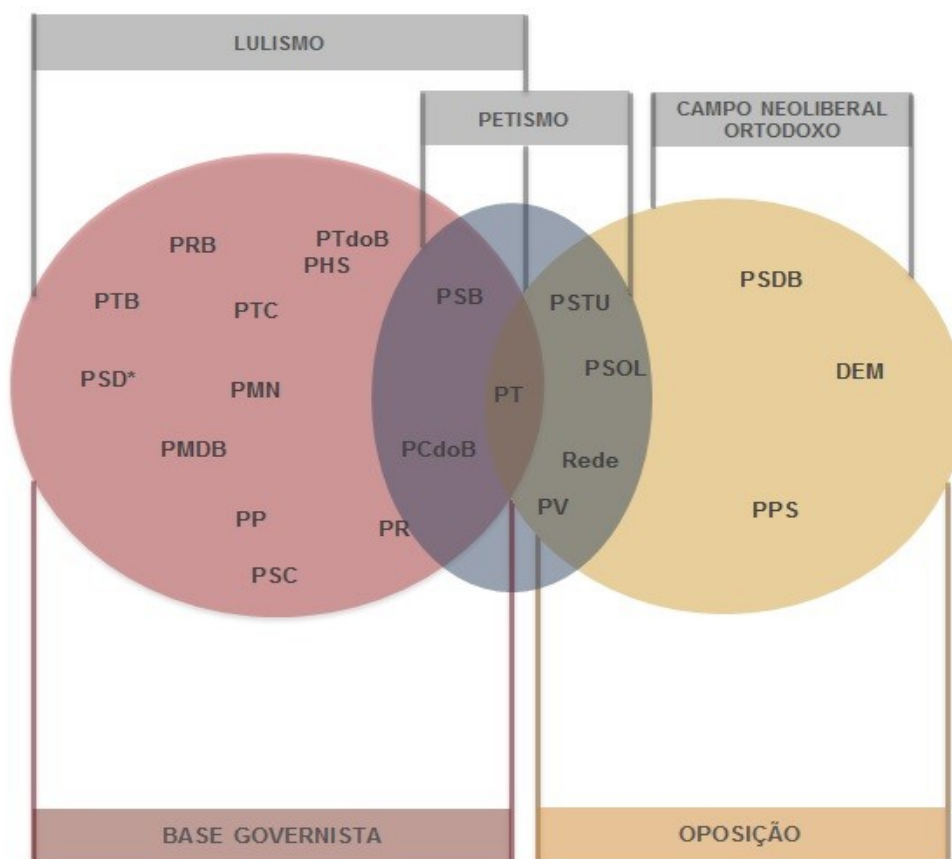 LULISMO
PETISMO
CAMPO NEOLIBERAL
ORTODOXO
PRB
PTdoB
PHS
PTB
PTC
PSB
PSTU
PSDB
PSD*
PMN
PT
PSOL
DEM
PMDB
PCdoB
Rede
PP
PR
PV
PPS
PSC
BASE GOVERNISTA
OPOSIÇÃO